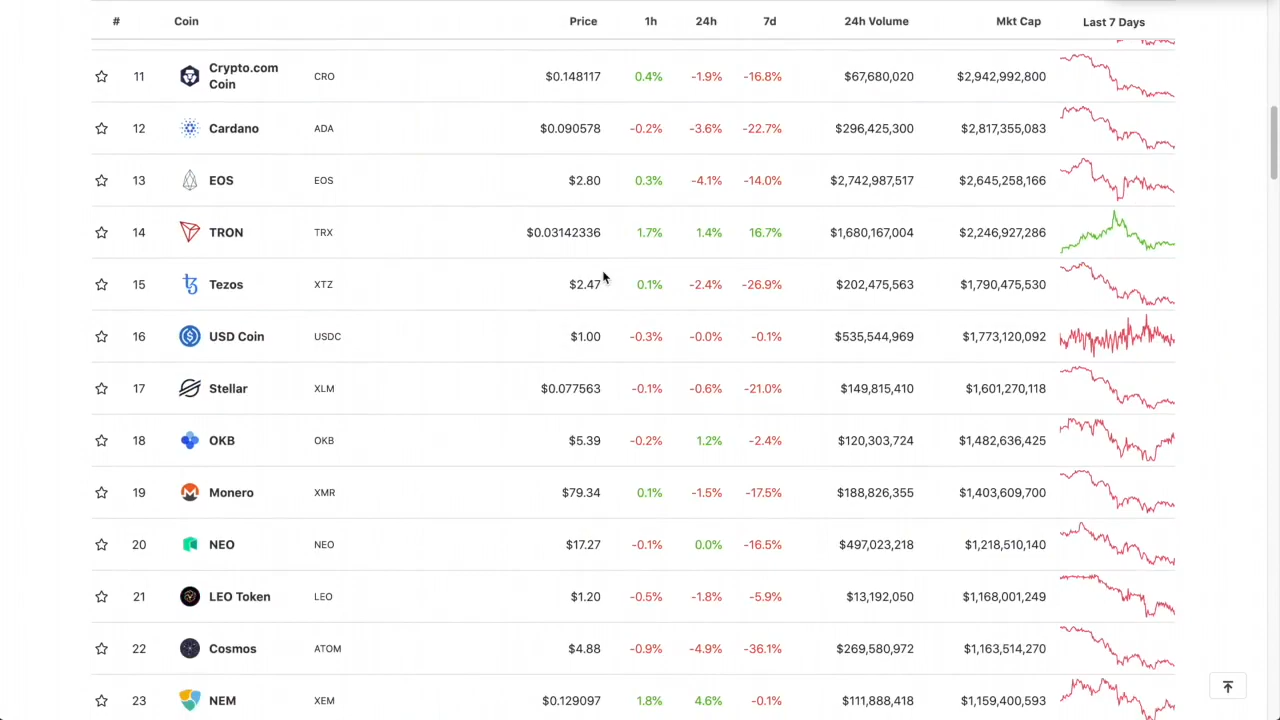 # Coin Price 1h 24h 7d 24h Volume Mkt Cap Last 7 Days
11 Crypto.com Coin CRO $0.148117 0.4% -1.9% -16.8% $67,680,020 $2,942,992,800
12 Cardano ADA $0.090578 -0.2% -3.6% -22.7% $296,425,300 $2,817,355,083
13 EOS EOS $2.80 0.3% -4.1% -14.0% $2,742,987,517 $2,645,258,166
14 TRON TRX $0.03142336 1.7% 1.4% 16.7% $1,680,167,004 $2,246,927,286
15 Tezos XTZ $2.47 0.1% -2.4% -26.9% $202,475,563 $1,790,475,530
16 USD Coin USDC $1.00 -0.3% -0.0% -0.1% $535,544,969 $1,773,120,092
17 Stellar XLM $0.077563 -0.1% -0.6% -21.0% $149,815,410 $1,601,270,118
18 OKB OKB $5.39 -0.2% 1.2% -2.4% $120,303,724 $1,482,636,425
19 Monero XMR $79.34 0.1% -1.5% -17.5% $188,826,355 $1,403,609,700
20 NEO NEO $17.27 -0.1% 0.0% -16.5% $497,023,218 $1,218,510,140
21 LEO Token LEO $1.20 -0.5% -1.8% -5.9% $13,192,050 $1,168,001,249
22 Cosmos ATOM $4.88 -0.9% -4.9% -36.1% $269,580,972 $1,163,514,270
23 NEM XEM $0.129097 1.8% 4.6% -0.1% $111,888,418 $1,159,400,593